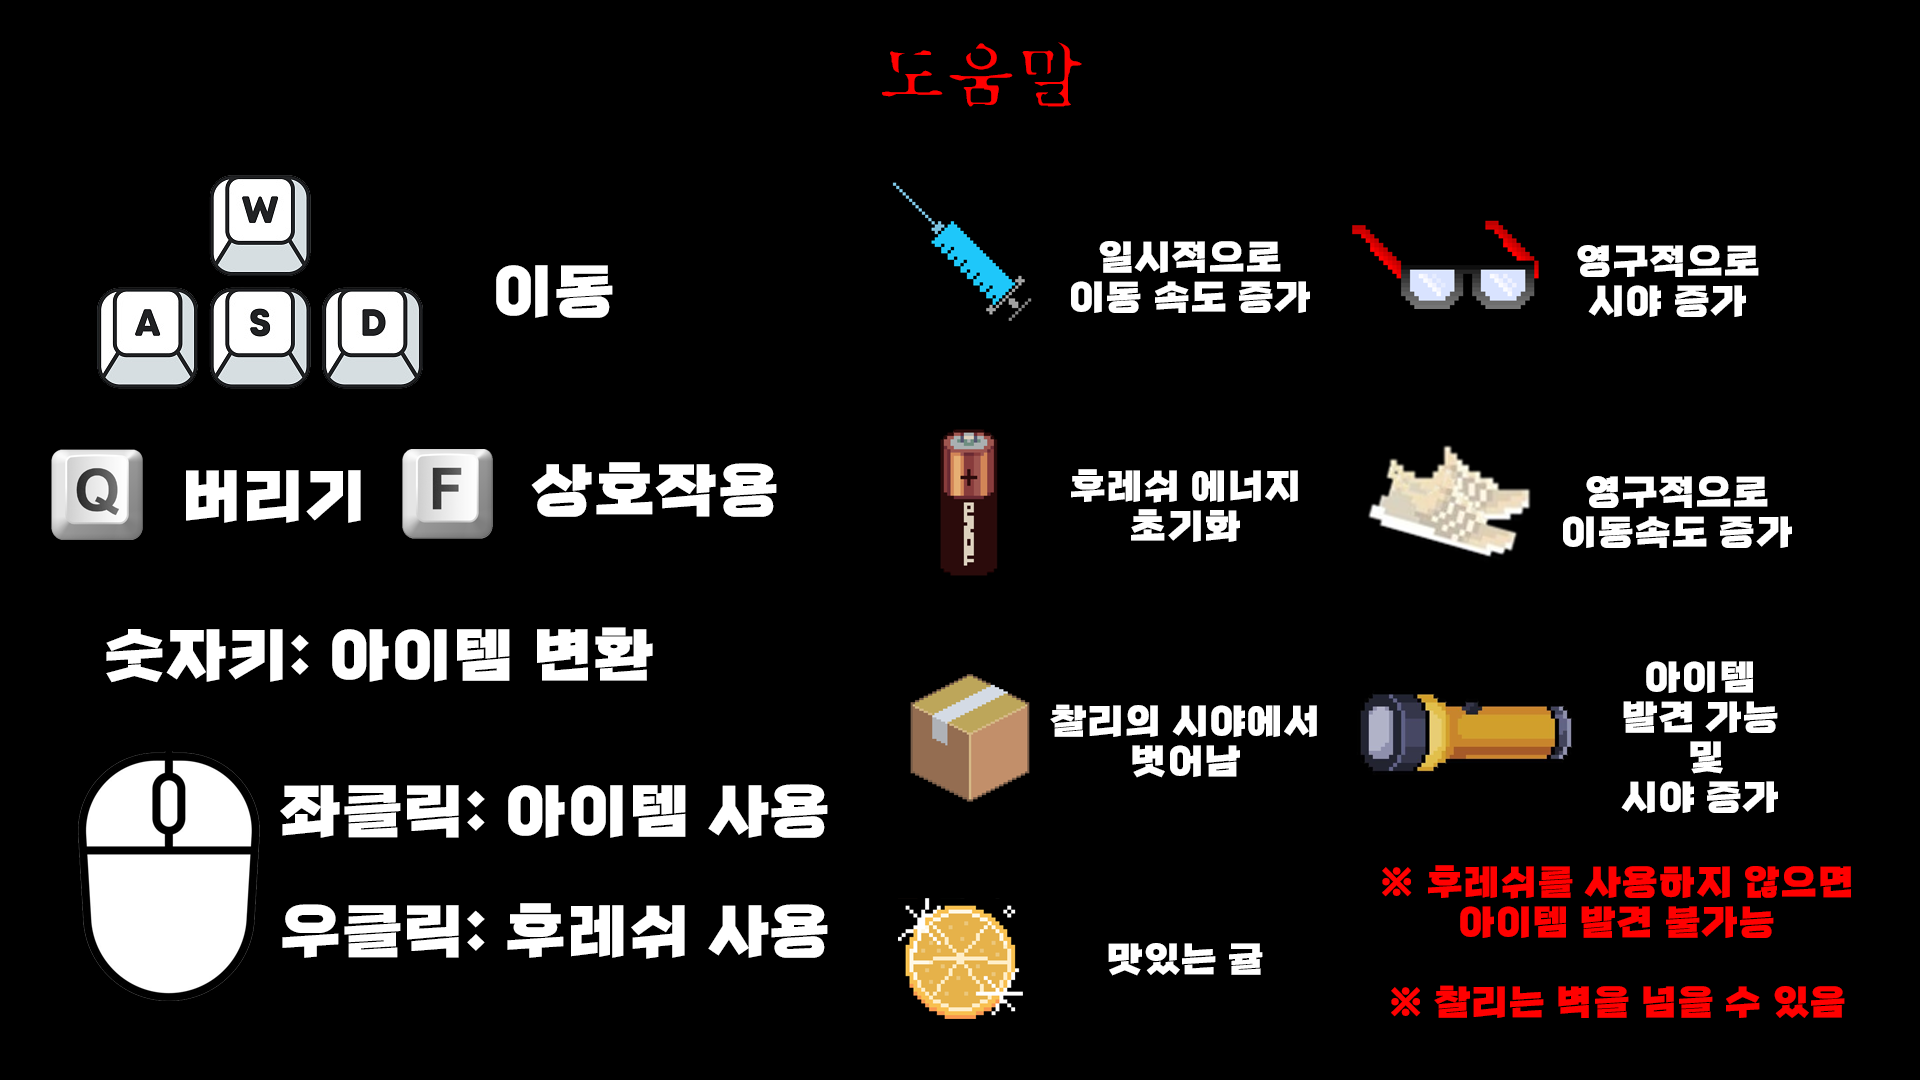 도움말
W
A S D
이동
Q 버리기 F 상호작용
숫자키: 아이템 변환
좌클릭: 아이템 사용
우클릭: 후레쉬 사용
일시적으로
이동 속도 증가
영구적으로
시야 증가
+
후레쉬 에너지
초기화
영구적으로
이동속도 증가
찰리의 시야에서
벗어남
아이템
발견 가능
및
시야 증가
맛있는 귤
※ 후레쉬를 사용하지 않으면
아이템 발견 불가능
※ 찰리는 벽을 넘을 수 있음